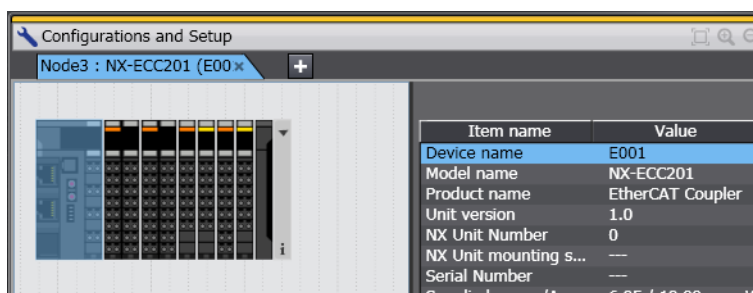 Configurations and Setup
Node3 : NX-ECC201 (E00
Item name Value
Device name E001
Model name NX-ECC201
Product name EtherCAT Coupler
Unit version 1.0
NX Unit Number 0
NX Unit mounting s... ---
Serial Number ---
i